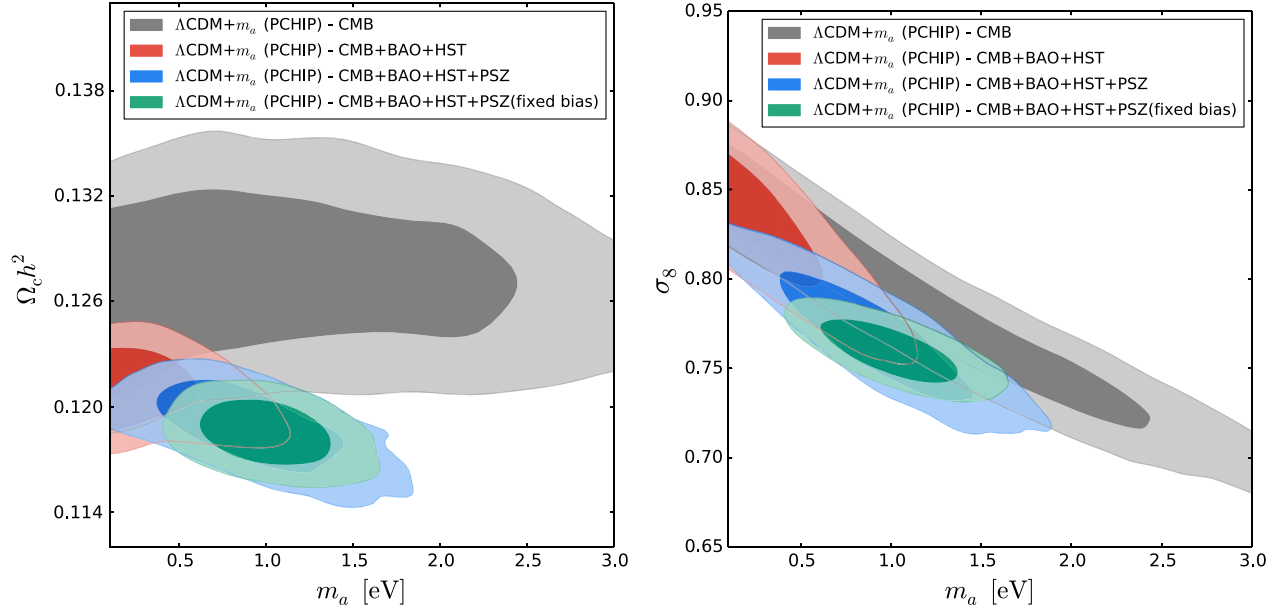 ΛCDM+m_a (PCHIP) - CMB
ΛCDM+m_a (PCHIP) - CMB+BAO+HST
ΛCDM+m_a (PCHIP) - CMB+BAO+HST+PSZ
ΛCDM+m_a (PCHIP) - CMB+BAO+HST+PSZ(fixed bias)
0.138
0.132
0.126
0.120
0.114
Ω_c h²
0.5 1.0 1.5 2.0 2.5 3.0
m_a [eV]
ΛCDM+m_a (PCHIP) - CMB
ΛCDM+m_a (PCHIP) - CMB+BAO+HST
ΛCDM+m_a (PCHIP) - CMB+BAO+HST+PSZ
ΛCDM+m_a (PCHIP) - CMB+BAO+HST+PSZ(fixed bias)
0.95
0.90
0.85
0.80
0.75
0.70
0.65
σ_8
0.5 1.0 1.5 2.0 2.5 3.0
m_a [eV]